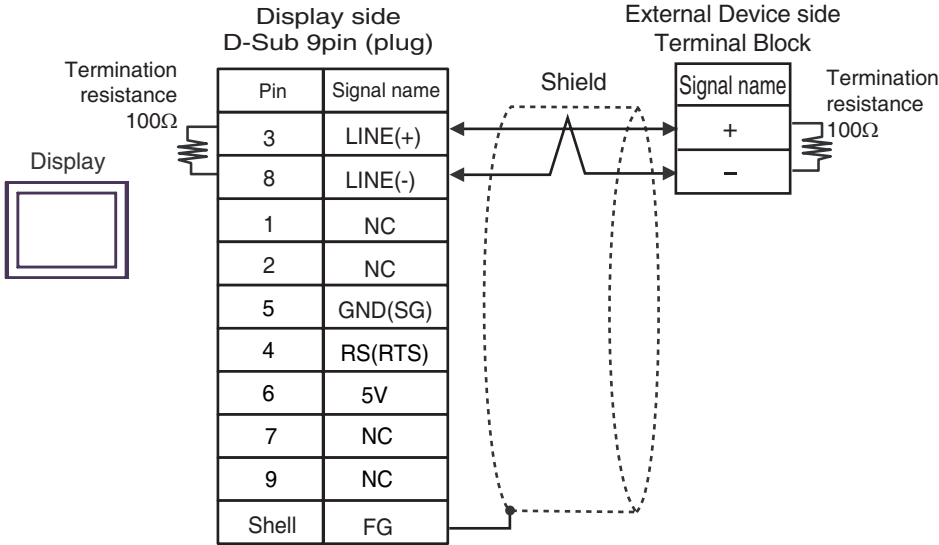 Display side
D-Sub 9pin (plug)
External Device side
Terminal Block
Termination
resistance
100Ω
Display
Pin Signal name
3 LINE(+)
8 LINE(-)
1 NC
2 NC
5 GND(SG)
4 RS(RTS)
6 5V
7 NC
9 NC
Shell FG
Shield
Signal name
+
−
Termination
resistance
100Ω